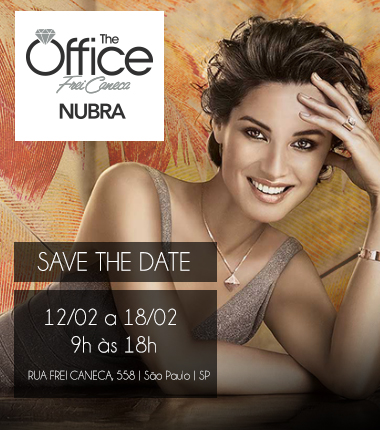 The
Office
Frei Caneca
NUBRA
SAVE THE DATE
12/02 a 18/02
9h às 18h
RUA FREI CANECA, 558 | São Paulo | SP